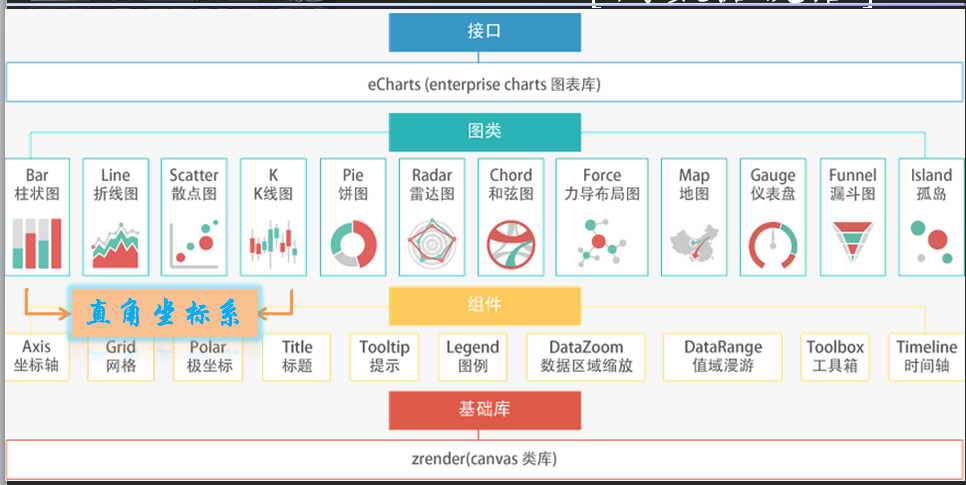 接口
eCharts (enterprise charts 图表库)
图类
Bar
柱状图
Line
折线图
Scatter
散点图
K
K线图
Pie
饼图
Radar
雷达图
Chord
和弦图
Force
力导布局图
Map
地图
Gauge
仪表盘
Funnel
漏斗图
Island
孤岛
直角坐标系
组件
Axis
坐标轴
Grid
网格
Polar
极坐标
Title
标题
Tooltip
提示
Legend
图例
DataZoom
数据区域缩放
DataRange
值域漫游
Toolbox
工具箱
Timeline
时间轴
基础库
zrender(canvas 类库)